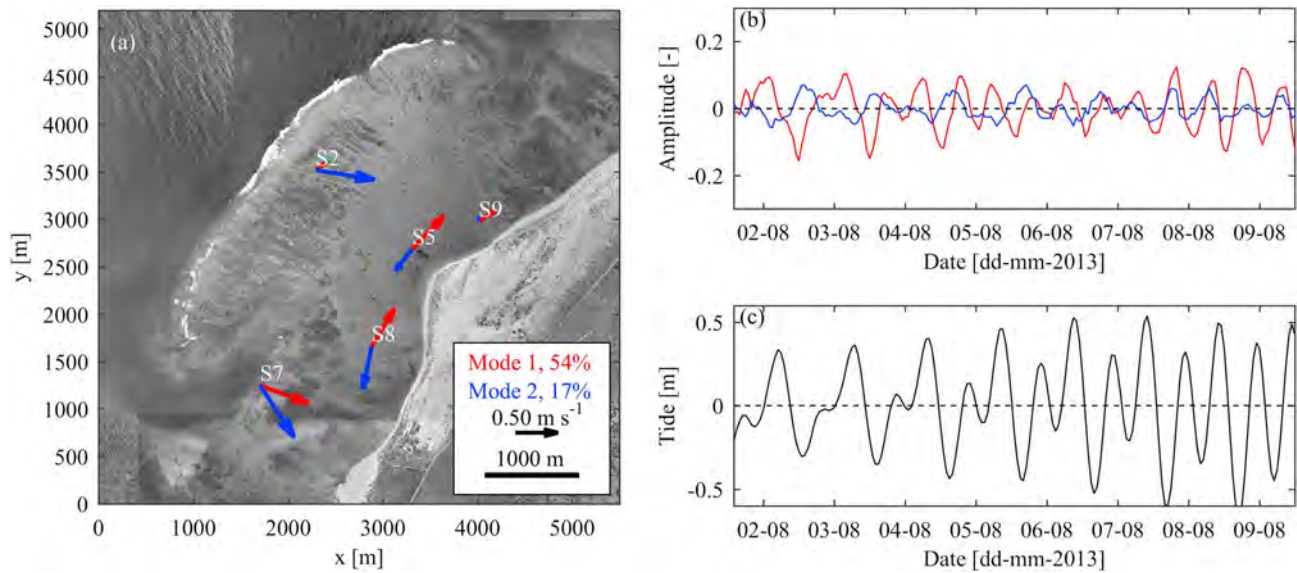 (a)
5000
4500
4000
3500
3000
2500
2000
1500
1000
500
0
y [m]
S2
S9
S5
S8
S7
Mode 1, 54%
Mode 2, 17%
0.50 m s⁻¹
1000 m
0 1000 2000 3000 4000 5000
x [m]
(b)
0.2
0
-0.2
Amplitude [-]
02-08 03-08 04-08 05-08 06-08 07-08 08-08 09-08
Date [dd-mm-2013]
(c)
0.5
0
-0.5
Tide [m]
02-08 03-08 04-08 05-08 06-08 07-08 08-08 09-08
Date [dd-mm-2013]